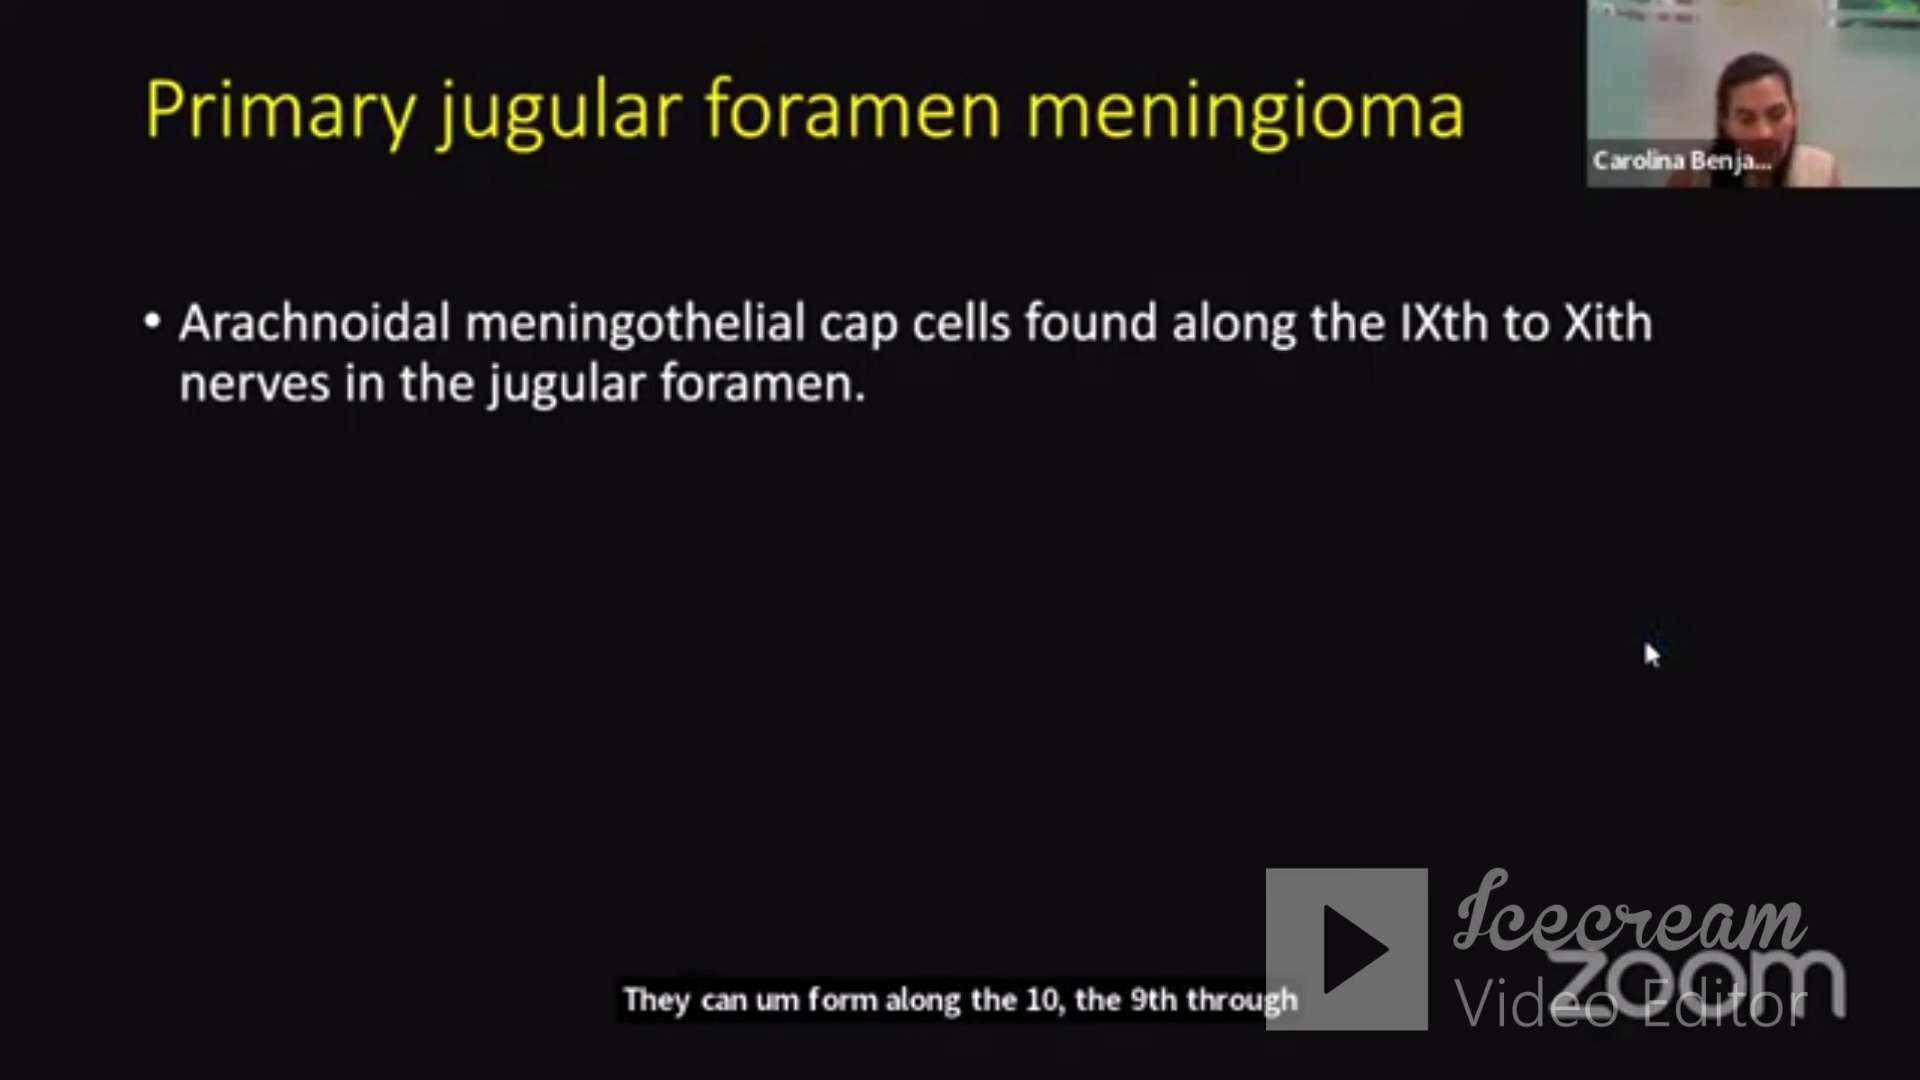 Primary jugular foramen meningioma
Carolina Benja...
• Arachnoidal meningothelial cap cells found along the IXth to Xith
nerves in the jugular foramen.
They can um form along the 10, the 9th through
Icecream
zoom
Video Editor